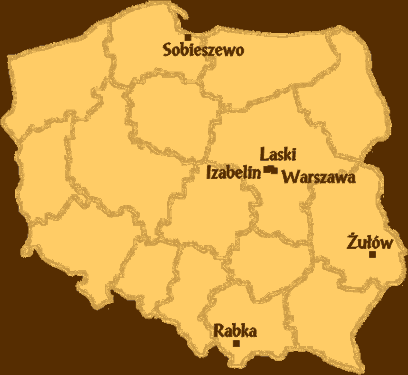 Sobieszewo
Laski
Izabelin
Warszawa
Żułów
Rabka